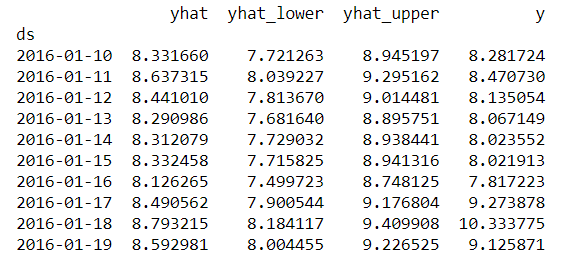 yhat yhat_lower yhat_upper y
ds
2016-01-10 8.331660 7.721263 8.945197 8.281724
2016-01-11 8.637315 8.039227 9.295162 8.470730
2016-01-12 8.441010 7.813670 9.014481 8.135054
2016-01-13 8.290986 7.681640 8.895751 8.067149
2016-01-14 8.312079 7.729032 8.938441 8.023552
2016-01-15 8.332458 7.715825 8.941316 8.021913
2016-01-16 8.126265 7.499723 8.748125 7.817223
2016-01-17 8.490562 7.900544 9.176804 9.273878
2016-01-18 8.793215 8.184117 9.409908 10.333775
2016-01-19 8.592981 8.004455 9.226525 9.125871